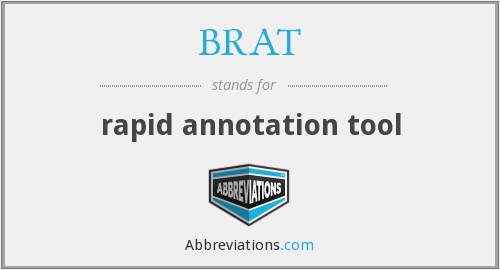 BRAT
stands for
rapid annotation tool
ABBREVIATIONS
Abbreviations.com